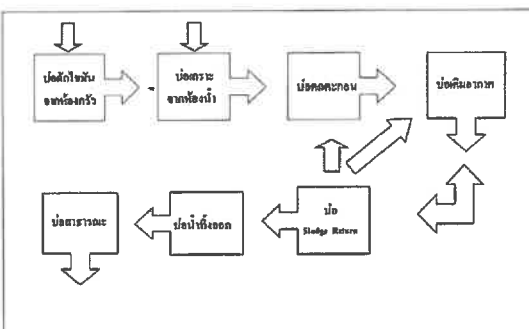 บ่อดักไขมัน
จากห้องครัว
บ่อเกราะ
จากห้องน้ำ
บ่อตกตะกอน
บ่อเติมอากาศ
บ่อสาธารณะ
บ่อน้ำทิ้งออก
บ่อ
Sludge Return